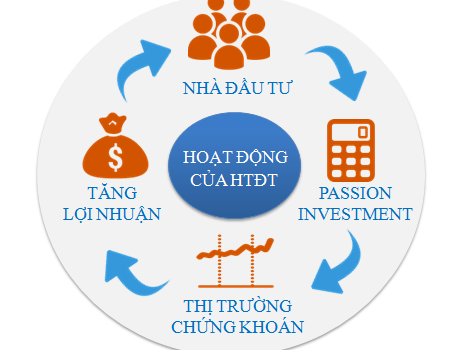 NHÀ ĐẦU TƯ
HOẠT ĐỘNG
CỦA HTĐT
PASSION
INVESTMENT
THỊ TRƯỜNG
CHỨNG KHOÁN
TĂNG
LỢI NHUẬN
$